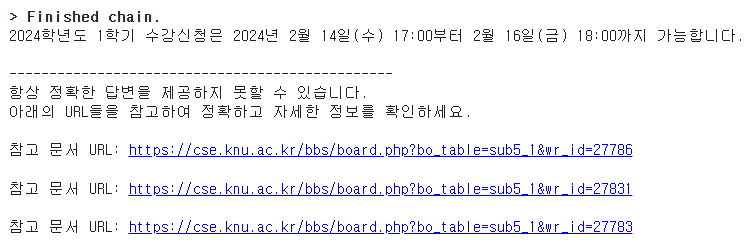 > Finished chain.
2024학년도 1학기 수강신청은 2024년 2월 14일(수) 17:00부터 2월 16일(금) 18:00까지 가능합니다.
------------------------------------------------
항상 정확한 답변을 제공하지 못할 수 있습니다.
아래의 URL들을 참고하여 정확하고 자세한 정보를 확인하세요.
참고 문서 URL: https://cse.knu.ac.kr/bbs/board.php?bo_table=sub5_1&wr_id=27786
참고 문서 URL: https://cse.knu.ac.kr/bbs/board.php?bo_table=sub5_1&wr_id=27831
참고 문서 URL: https://cse.knu.ac.kr/bbs/board.php?bo_table=sub5_1&wr_id=27783